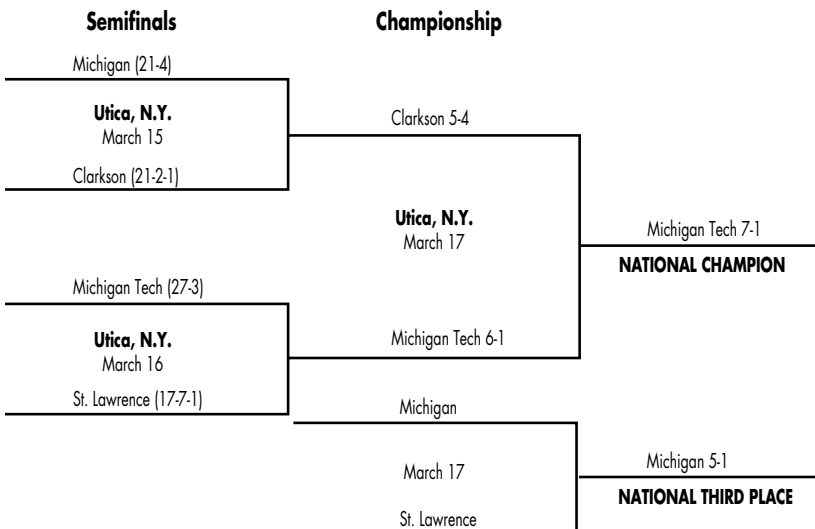 Semifinals
Championship
Michigan (21-4)
Utica, N.Y.
March 15
Clarkson (21-2-1)
Clarkson 5-4
Utica, N.Y.
March 17
Michigan Tech 7-1
NATIONAL CHAMPION
Michigan Tech (27-3)
Utica, N.Y.
March 16
St. Lawrence (17-7-1)
Michigan Tech 6-1
Michigan
March 17
St. Lawrence
Michigan 5-1
NATIONAL THIRD PLACE